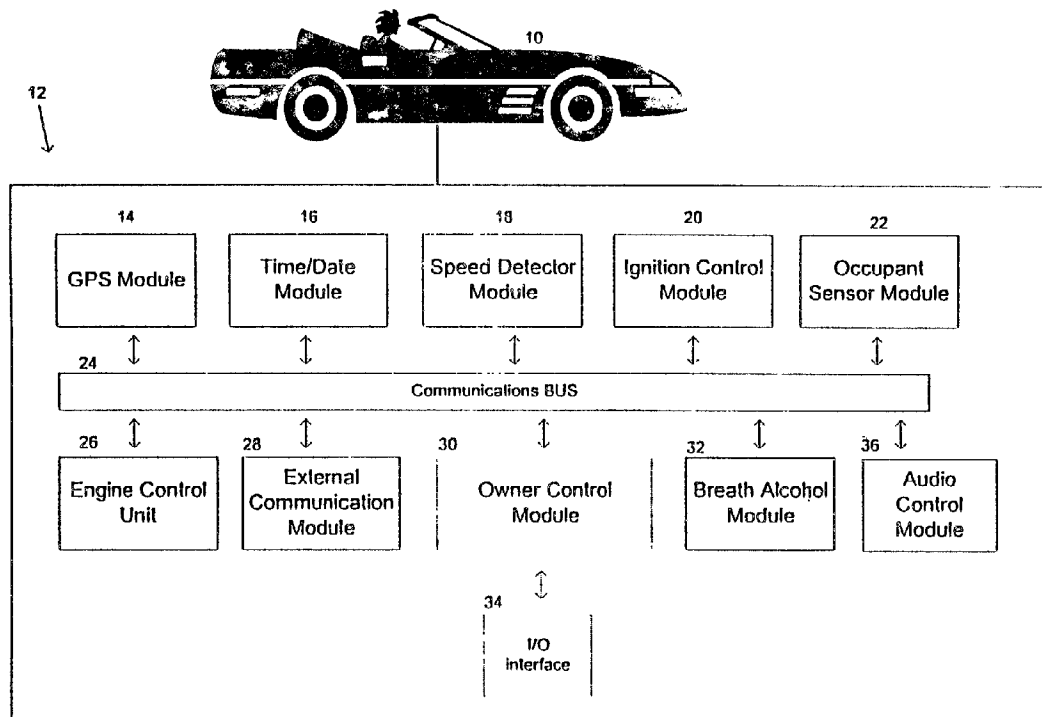 10
12
14
16
18
20
22
GPS Module
Time/Date
Module
Speed Detector
Module
Ignition Control
Module
Occupant
Sensor Module
24
Communications BUS
26
28
30
32
36
Engine Control
Unit
External
Communication
Module
Owner Control
Module
Breath Alcohol
Module
Audio
Control
Module
34
I/O
interface